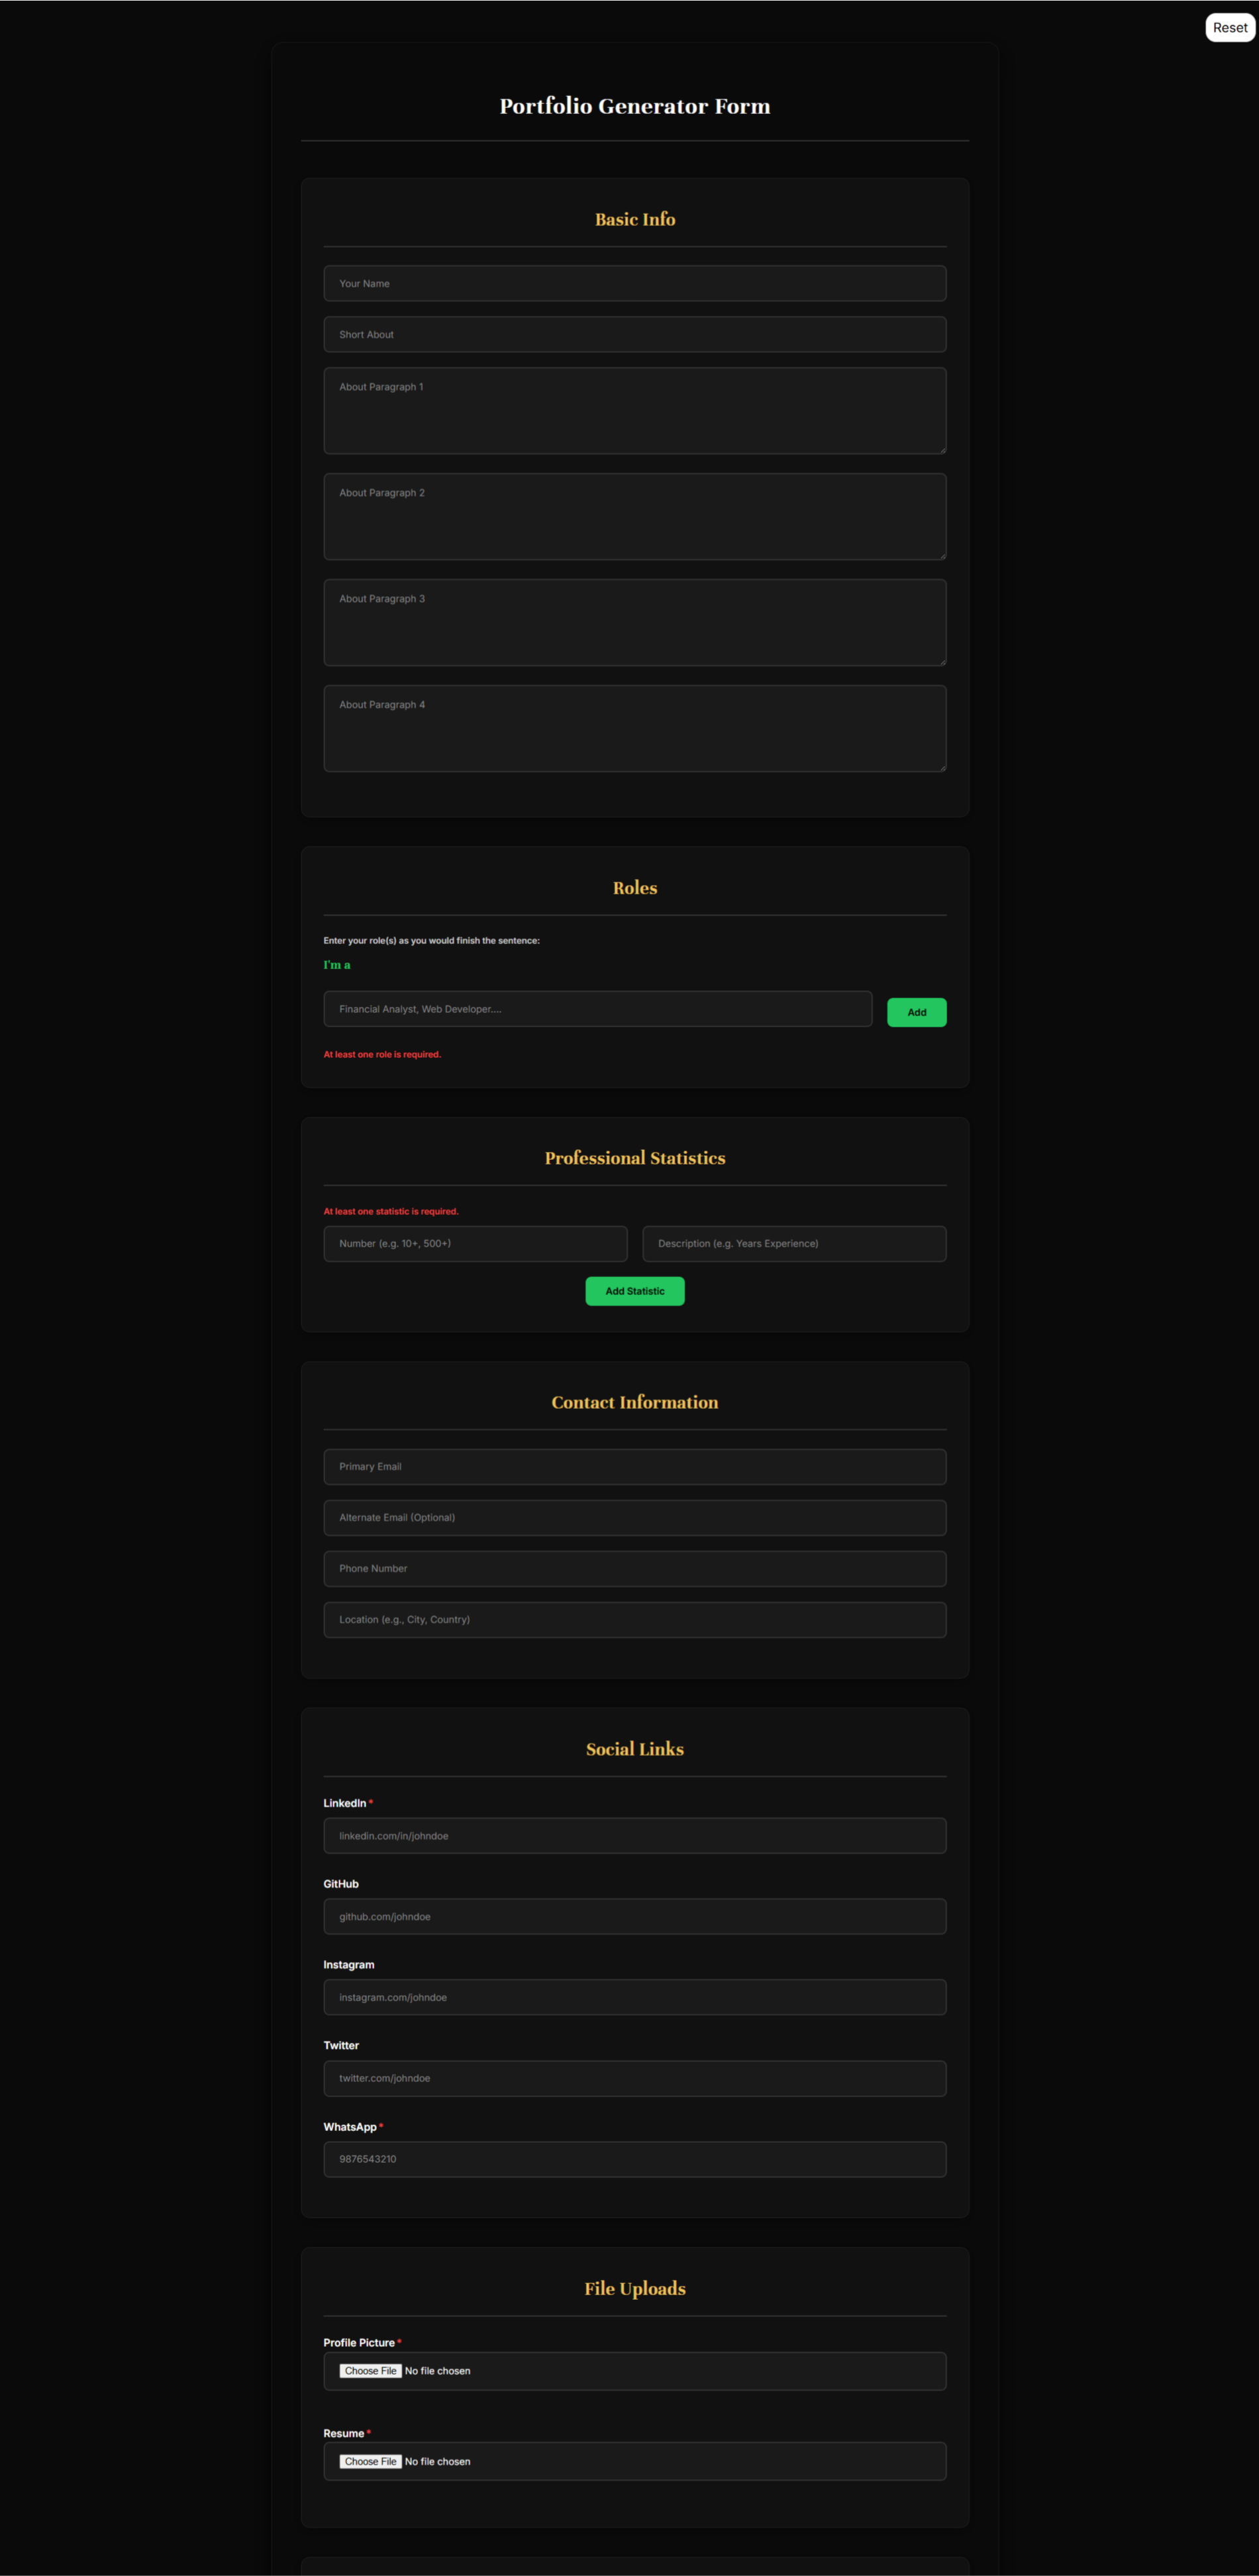 Reset
Portfolio Generator Form
Basic Info
Your Name
Short About
About Paragraph 1
About Paragraph 2
About Paragraph 3
About Paragraph 4
Roles
Enter your role(s) as you would finish the sentence:
I'm a
Financial Analyst, Web Developer....
Add
At least one role is required.
Professional Statistics
At least one statistic is required.
Number (e.g. 10+, 500+) Description (e.g. Years Experience)
Add Statistic
Contact Information
Primary Email
Alternate Email (Optional)
Phone Number
Location (e.g., City, Country)
Social Links
LinkedIn *
linkedin.com/in/johndoe
GitHub
github.com/johndoe
Instagram
instagram.com/johndoe
Twitter
twitter.com/johndoe
WhatsApp *
9876543210
File Uploads
Profile Picture *
Choose File No file chosen
Resume *
Choose File No file chosen